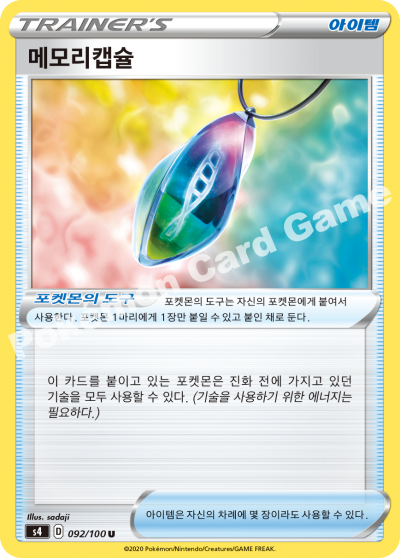 TRAINER'S
아이템
메모리캡슐
포켓몬의 도구 포켓몬의 도구는 자신의 포켓몬에게 붙여서
사용한다. 포켓몬 1마리에게 1장만 붙일 수 있고 붙인 채로 둔다.
이 카드를 붙이고 있는 포켓몬은 진화 전에 가지고 있던
기술을 모두 사용할 수 있다. (기술을 사용하기 위한 에너지는
필요하다.)
Pokémon Card Game
Illus. sadaji
s4 D 092/100 U
아이템은 자신의 차례에 몇 장이라도 사용할 수 있다.
©2020 Pokémon/Nintendo/Creatures/GAME FREAK.